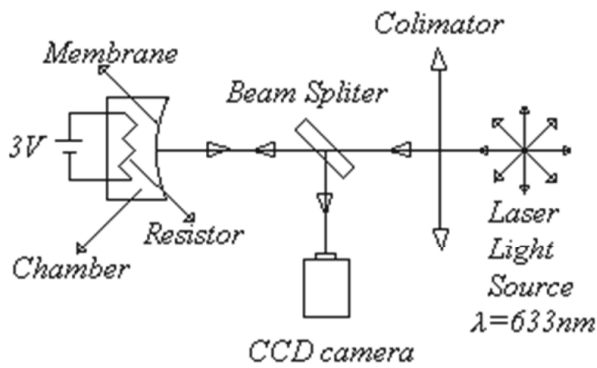 Colimator
Membrane
Beam Spliter
3V
Resistor
Chamber
Laser
Light
Source
λ=633nm
CCD camera